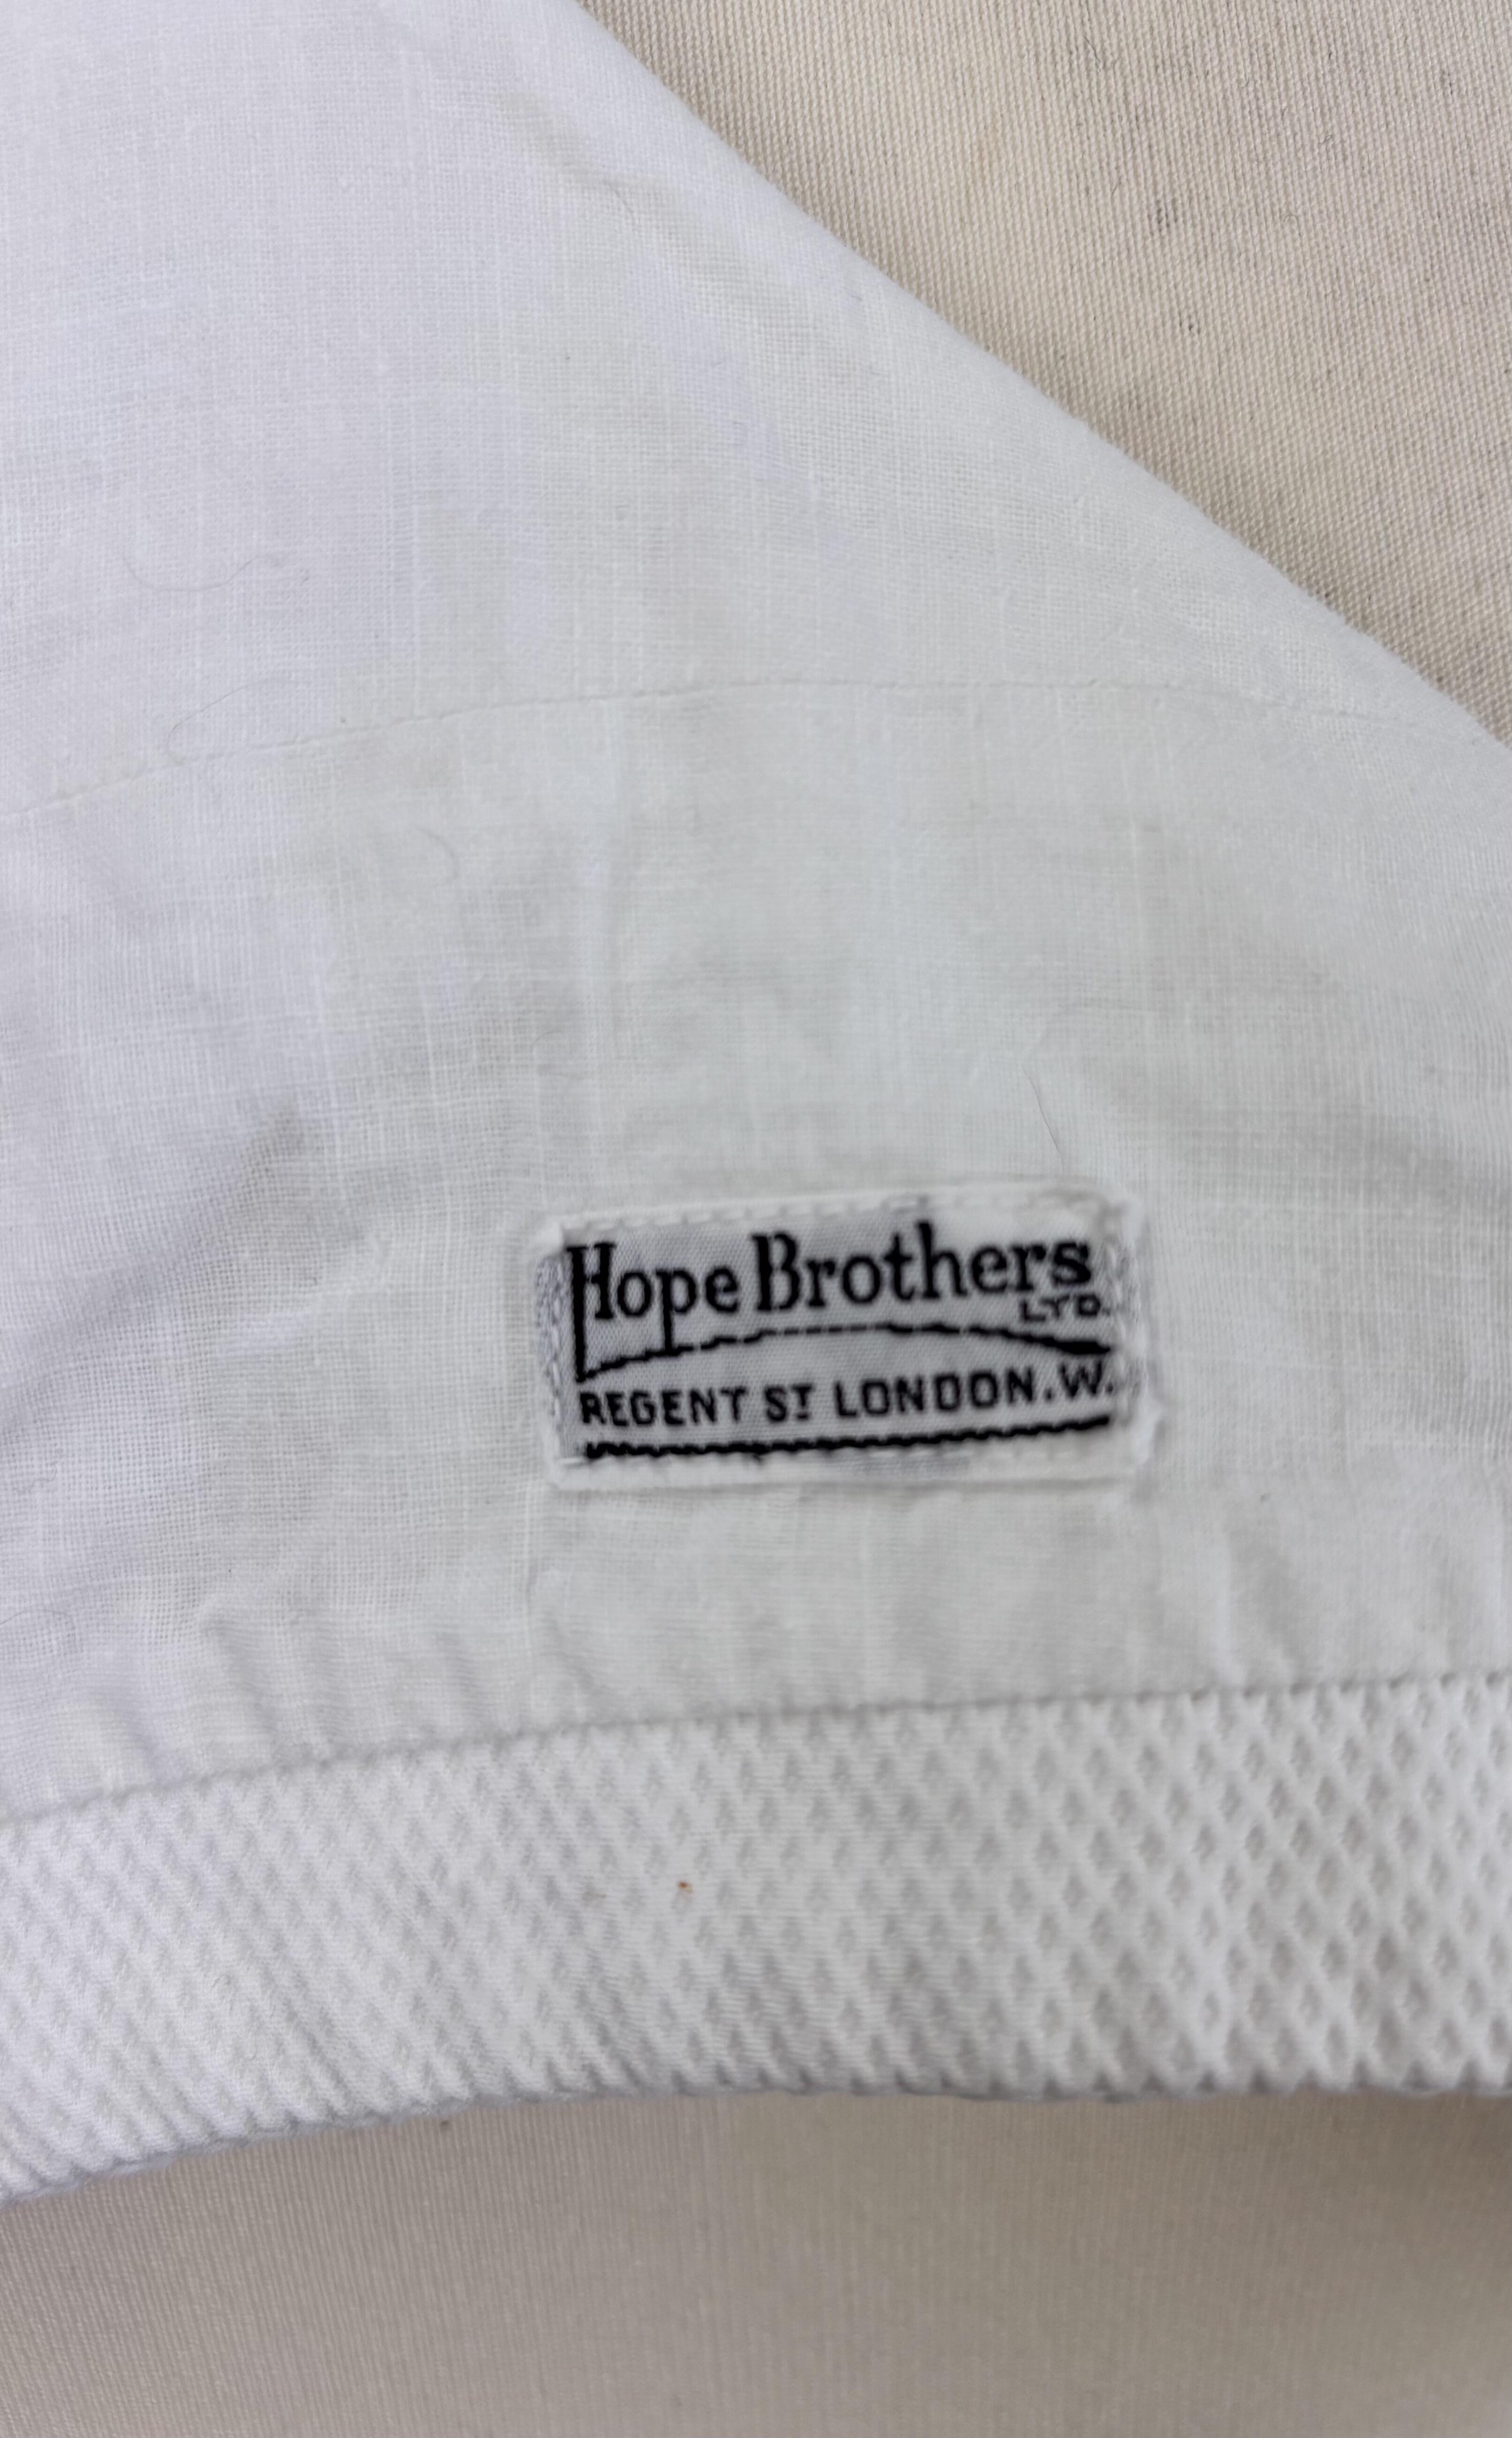 Hope Brothers
LTD.
REGENT ST LONDON.W.